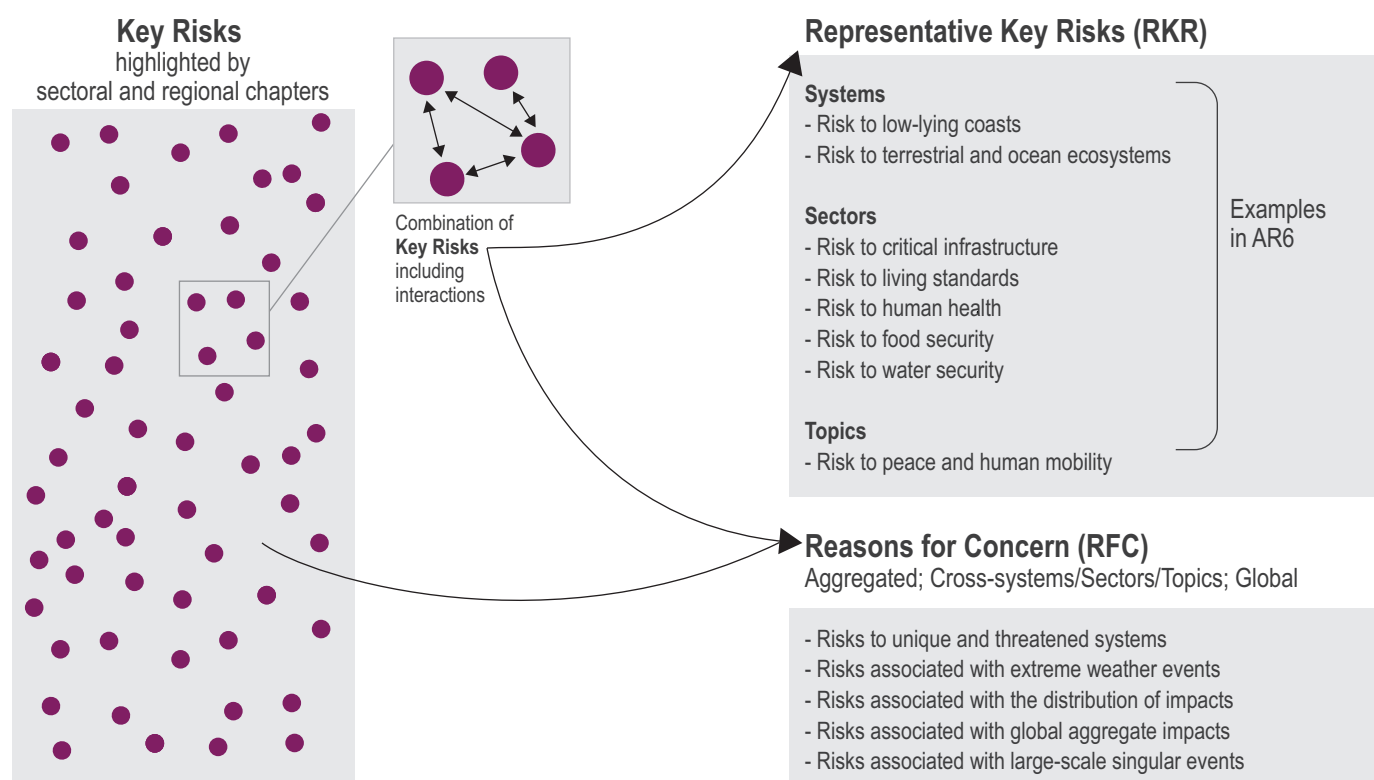 Key Risks
highlighted by
sectoral and regional chapters
Combination of
Key Risks
including
interactions
Representative Key Risks (RKR)
Systems
- Risk to low-lying coasts
- Risk to terrestrial and ocean ecosystems
Sectors
- Risk to critical infrastructure
- Risk to living standards
- Risk to human health
- Risk to food security
- Risk to water security
Topics
- Risk to peace and human mobility
Examples
in AR6
Reasons for Concern (RFC)
Aggregated; Cross-systems/Sectors/Topics; Global
- Risks to unique and threatened systems
- Risks associated with extreme weather events
- Risks associated with the distribution of impacts
- Risks associated with global aggregate impacts
- Risks associated with large-scale singular events